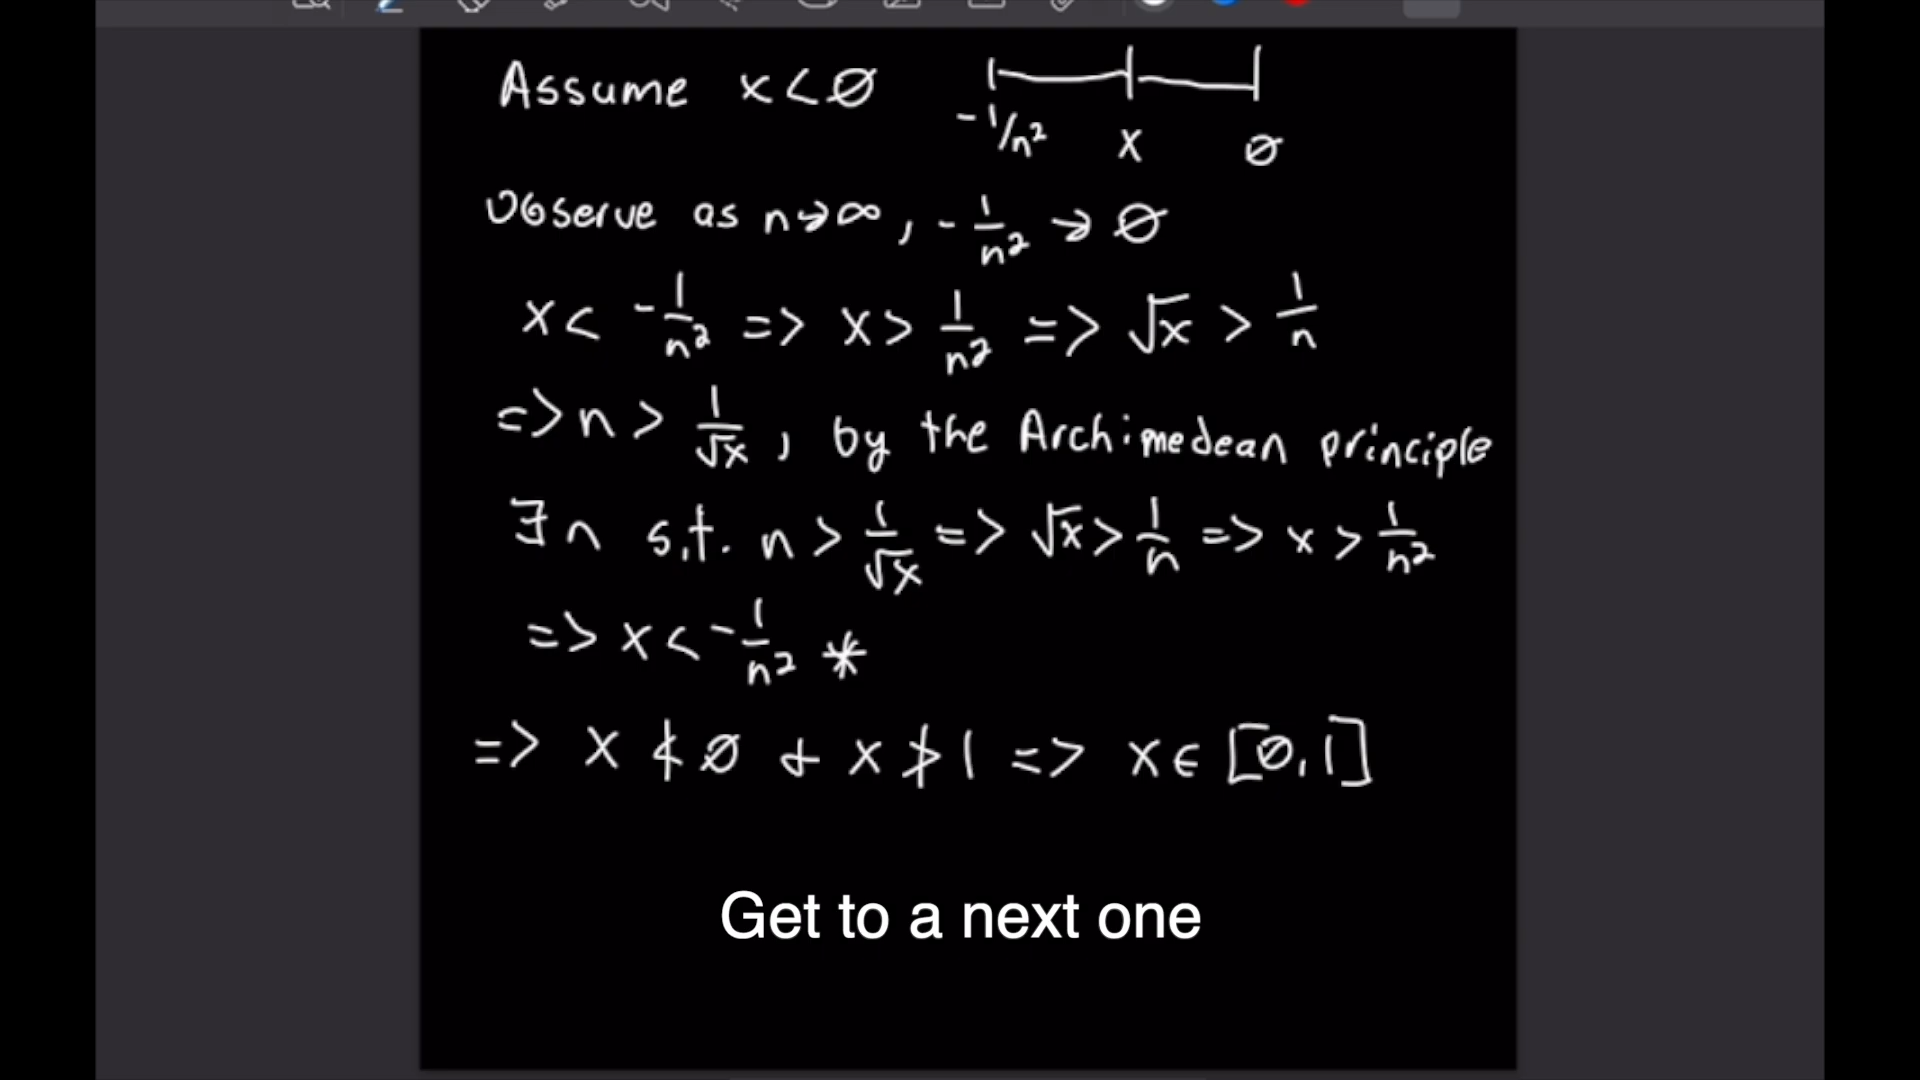 Assume x<∅
-1/n² x ∅
Observe as n→∞, -1/n² → ∅
x < -1/n² => x > 1/n² => √x > 1/n
=> n > 1/√x, by the Archimedean principle
∃n s.t. n > 1/√x => √x > 1/n => x > 1/n²
=> x < -1/n² *
=> x ≮ ∅ & x ≯ 1 => x ∈ [∅,1]
Get to a next one